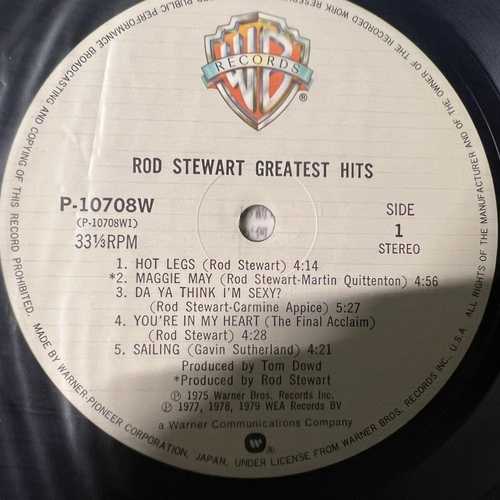 WB
RECORDS
®
ROD STEWART GREATEST HITS
P-10708W
(P-10708W1)
33⅓RPM
SIDE
1
STEREO
1. HOT LEGS (Rod Stewart) 4:14
*2. MAGGIE MAY (Rod Stewart-Martin Quittenton) 4:56
3. DA YA THINK I'M SEXY?
(Rod Stewart-Carmine Appice) 5:27
4. YOU'RE IN MY HEART (The Final Acclaim)
(Rod Stewart) 4:28
5. SAILING (Gavin Sutherland) 4:21
Produced by Tom Dowd
*Produced by Rod Stewart
℗ 1975 Warner Bros. Records Inc.
℗ 1977, 1978, 1979 WEA Records BV
a Warner Communications Company
MADE BY WARNER-PIONEER CORPORATION, JAPAN, UNDER LICENSE FROM WARNER BROS. RECORDS INC. U.S.A. ALL RIGHTS OF THE MANUFACTURER AND OF THE OWNER OF THE RECORDED WORK RESERVED.
PUBLIC PERFORMANCE BROADCASTING AND COPYING OF THIS RECORD PROHIBITED.